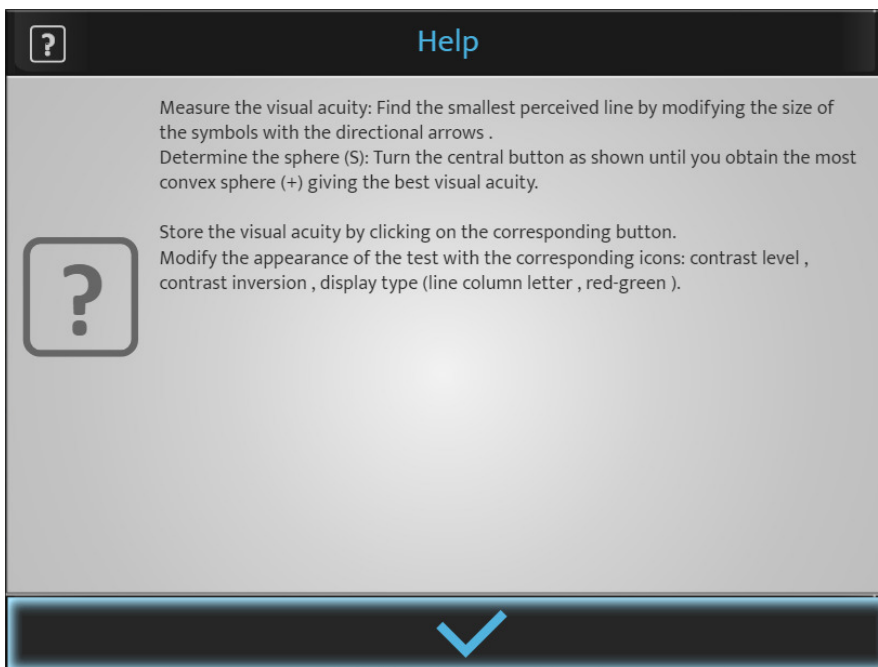 ?
Help
Measure the visual acuity: Find the smallest perceived line by modifying the size of
the symbols with the directional arrows .
Determine the sphere (S): Turn the central button as shown until you obtain the most
convex sphere (+) giving the best visual acuity.
Store the visual acuity by clicking on the corresponding button.
Modify the appearance of the test with the corresponding icons: contrast level ,
contrast inversion , display type (line column letter , red-green ).
?